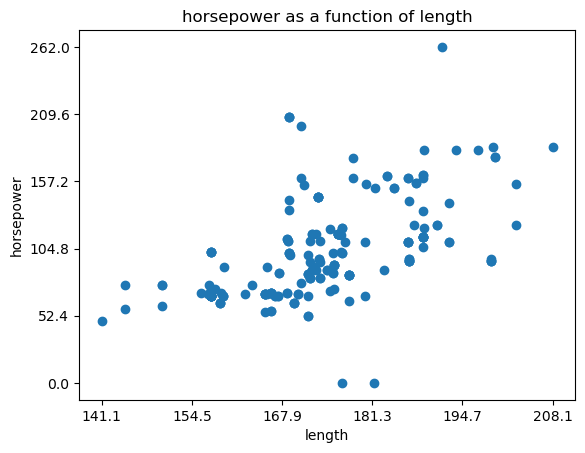 horsepower as a function of length
262.0
209.6
157.2
104.8
52.4
0.0
horsepower
141.1 154.5 167.9 181.3 194.7 208.1
length